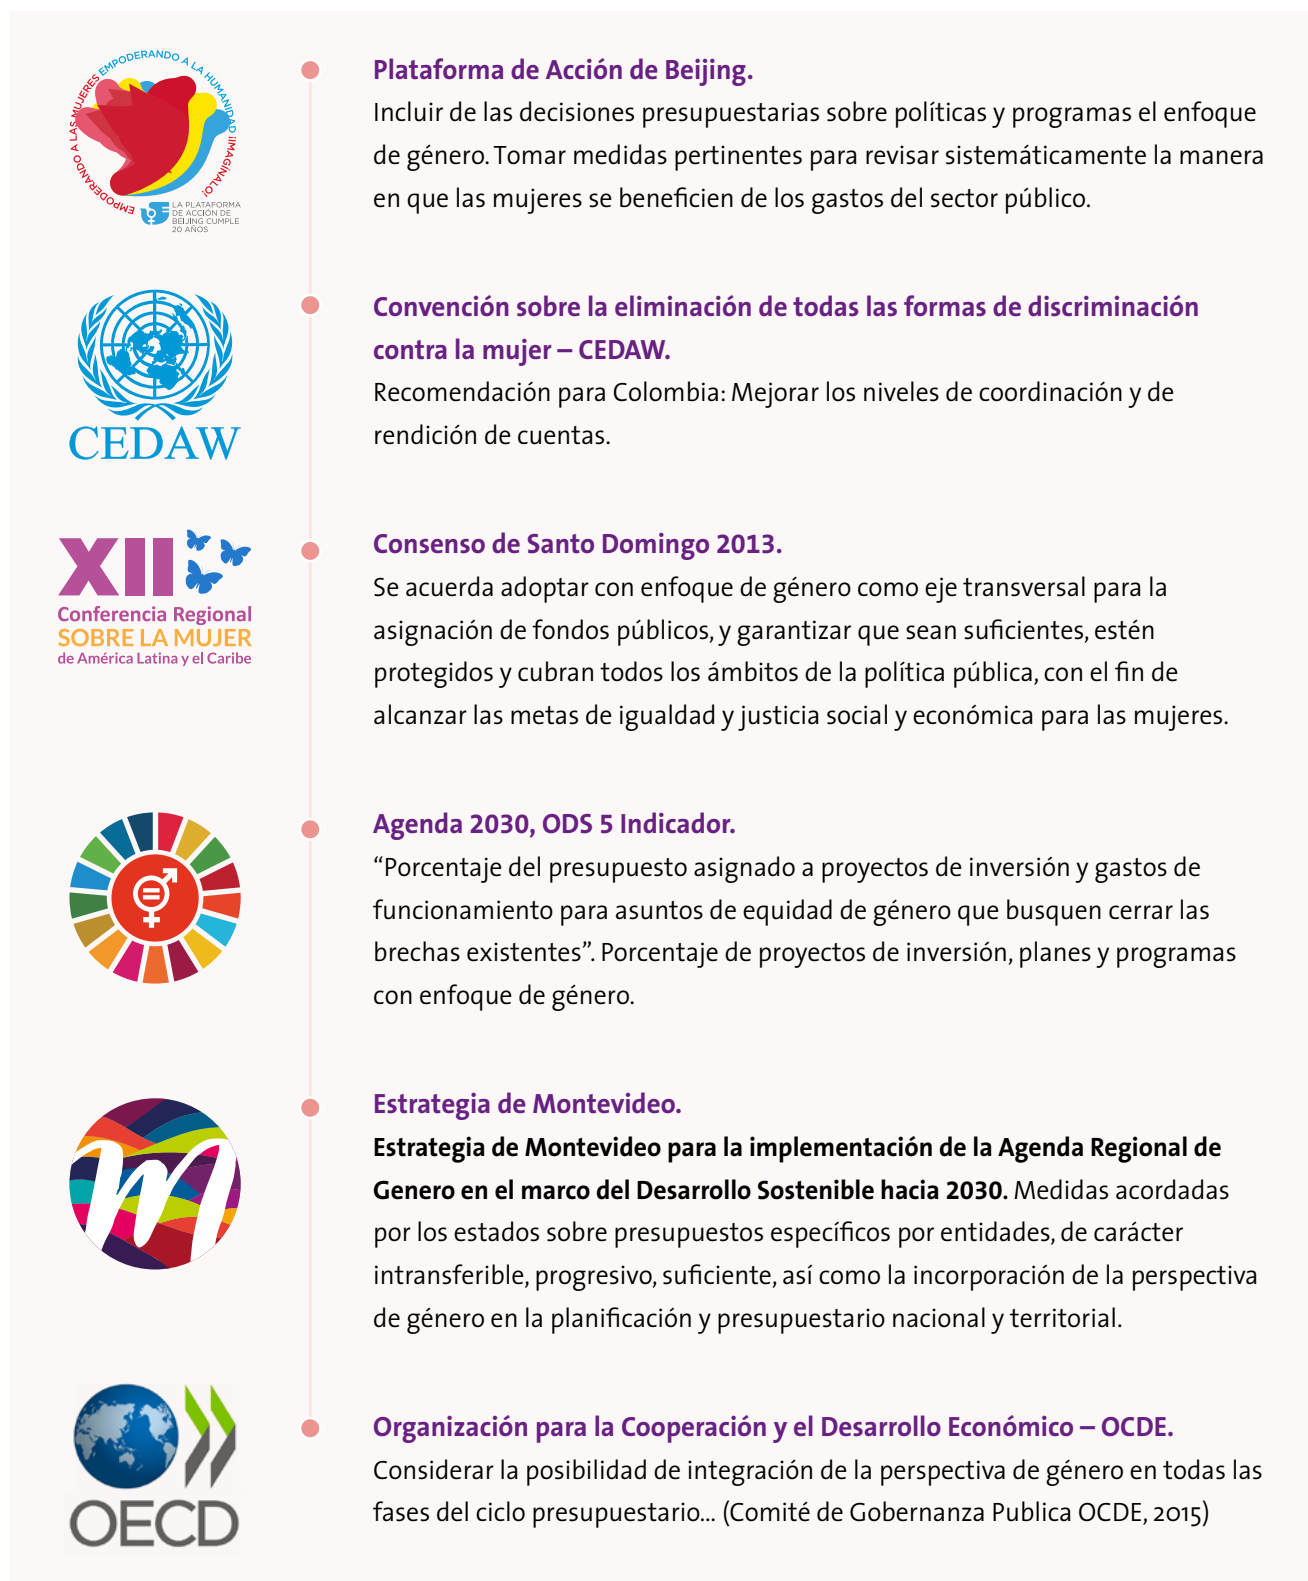 EMPODERANDO A LAS MUJERES EMPODERANDO A LA HUMANIDAD ¡IMAGÍNALO!
LA PLATAFORMA
DE ACCIÓN DE
BEIJING CUMPLE
20 AÑOS
Plataforma de Acción de Beijing.
Incluir de las decisiones presupuestarias sobre políticas y programas el enfoque
de género. Tomar medidas pertinentes para revisar sistemáticamente la manera
en que las mujeres se beneficien de los gastos del sector público.
CEDAW
Convención sobre la eliminación de todas las formas de discriminación
contra la mujer – CEDAW.
Recomendación para Colombia: Mejorar los niveles de coordinación y de
rendición de cuentas.
XII
Conferencia Regional
SOBRE LA MUJER
de América Latina y el Caribe
Consenso de Santo Domingo 2013.
Se acuerda adoptar con enfoque de género como eje transversal para la
asignación de fondos públicos, y garantizar que sean suficientes, estén
protegidos y cubran todos los ámbitos de la política pública, con el fin de
alcanzar las metas de igualdad y justicia social y económica para las mujeres.
Agenda 2030, ODS 5 Indicador.
“Porcentaje del presupuesto asignado a proyectos de inversión y gastos de
funcionamiento para asuntos de equidad de género que busquen cerrar las
brechas existentes”. Porcentaje de proyectos de inversión, planes y programas
con enfoque de género.
m
Estrategia de Montevideo.
Estrategia de Montevideo para la implementación de la Agenda Regional de
Genero en el marco del Desarrollo Sostenible hacia 2030. Medidas acordadas
por los estados sobre presupuestos específicos por entidades, de carácter
intransferible, progresivo, suficiente, así como la incorporación de la perspectiva
de género en la planificación y presupuestario nacional y territorial.
OECD
Organización para la Cooperación y el Desarrollo Económico – OCDE.
Considerar la posibilidad de integración de la perspectiva de género en todas las
fases del ciclo presupuestario... (Comité de Gobernanza Publica OCDE, 2015)